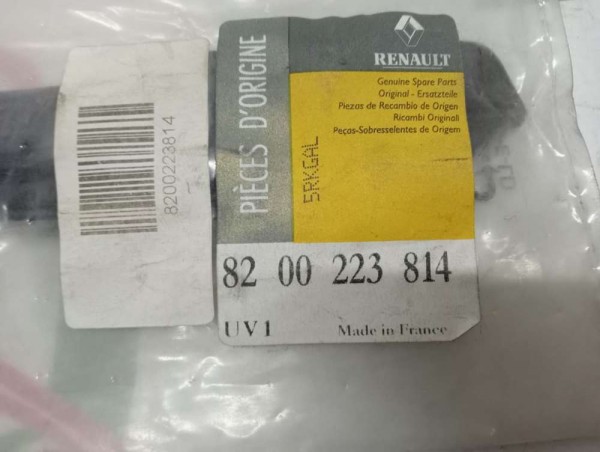 8200223814
PIÈCES D'ORIGINE
RENAULT
Genuine Spare Parts
Original - Ersatzteile
Piezas de Recambio de Origen
Ricambi Originali
Peças-Sobresselentes de Origem
5RKGAL
82 00 223 814
UV1 Made in France